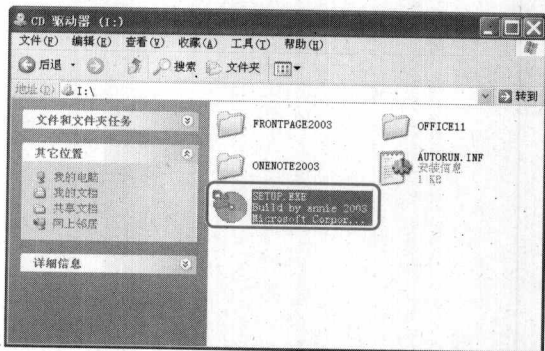 CD 驱动器 (I:)
文件(F) 编辑(E) 查看(V) 收藏(A) 工具(T) 帮助(H)
后退 搜索 文件夹
地址(D) I:\ 转到
文件和文件夹任务
其它位置
我的电脑
我的文档
共享文档
网上邻居
详细信息
FRONTPAGE2003
OFFICE11
ONENOTE2003
AUTORUN.INF
安装信息
1 KB
SETUP.EXE
Build by annie 2003
Microsoft Corpor...